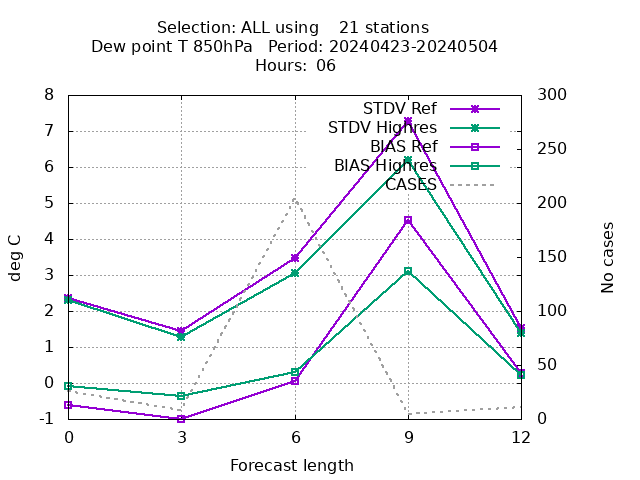 Selection: ALL using    21 stations
Dew point T 850hPa   Period: 20240423-20240504
Hours:  06
8
7
6
5
4
3
2
1
0
-1
300
250
200
150
100
50
0
0
3
6
9
12
deg C
No cases
Forecast length
STDV Ref
STDV Highres
BIAS Ref
BIAS Highres
CASES